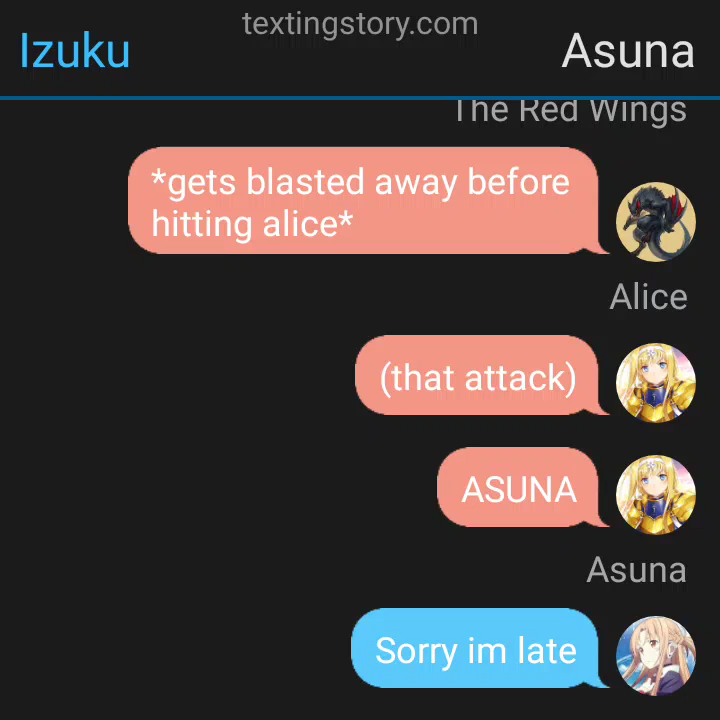 textingstory.com
Izuku
Asuna
The Red Wings
*gets blasted away before
hitting alice*
Alice
(that attack)
ASUNA
Asuna
Sorry im late